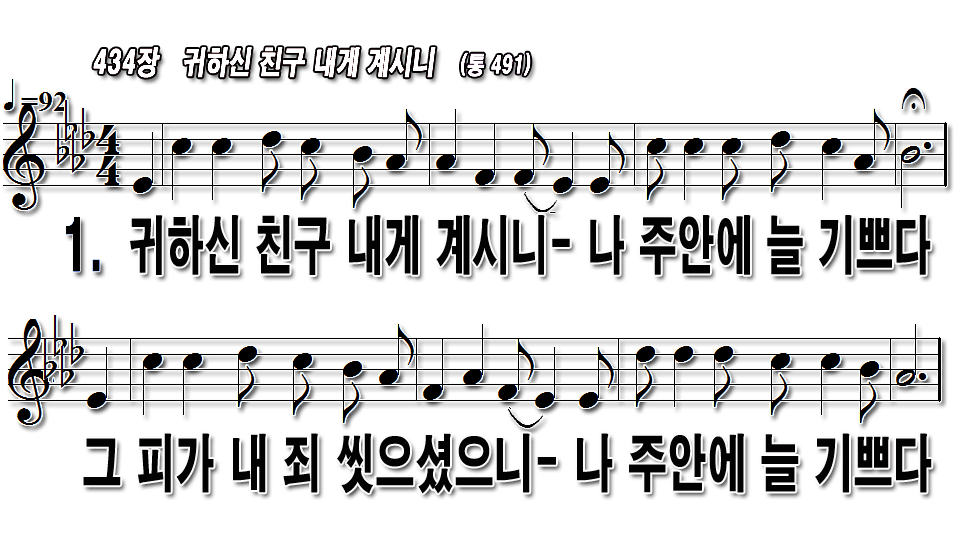 434장 귀하신 친구 내게 계시니 (통 491)
♩=92
4
4
1. 귀하신 친구 내게 계시니- 나 주안에 늘 기쁘다
그 피가 내 죄 씻으셨으니- 나 주안에 늘 기쁘다